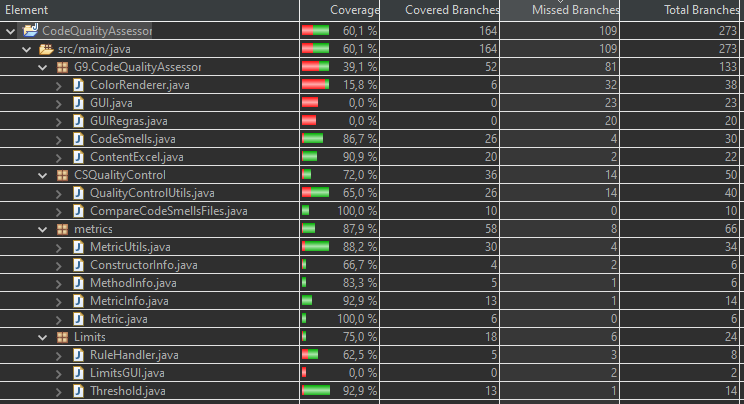 Element Coverage Covered Branches Missed Branches Total Branches
CodeQualityAssessor 60,1 % 164 109 273
src/main/java 60,1 % 164 109 273
G9.CodeQualityAssessor 39,1 % 52 81 133
ColorRenderer.java 15,8 % 6 32 38
GUI.java 0,0 % 0 23 23
GUIRegras.java 0,0 % 0 20 20
CodeSmells.java 86,7 % 26 4 30
ContentExcel.java 90,9 % 20 2 22
CSQualityControl 72,0 % 36 14 50
QualityControlUtils.java 65,0 % 26 14 40
CompareCodeSmellsFiles.java 100,0 % 10 0 10
metrics 87,9 % 58 8 66
MetricUtils.java 88,2 % 30 4 34
ConstructorInfo.java 66,7 % 4 2 6
MethodInfo.java 83,3 % 5 1 6
MetricInfo.java 92,9 % 13 1 14
Metric.java 100,0 % 6 0 6
Limits 75,0 % 18 6 24
RuleHandler.java 62,5 % 5 3 8
LimitsGUI.java 0,0 % 0 2 2
Threshold.java 92,9 % 13 1 14